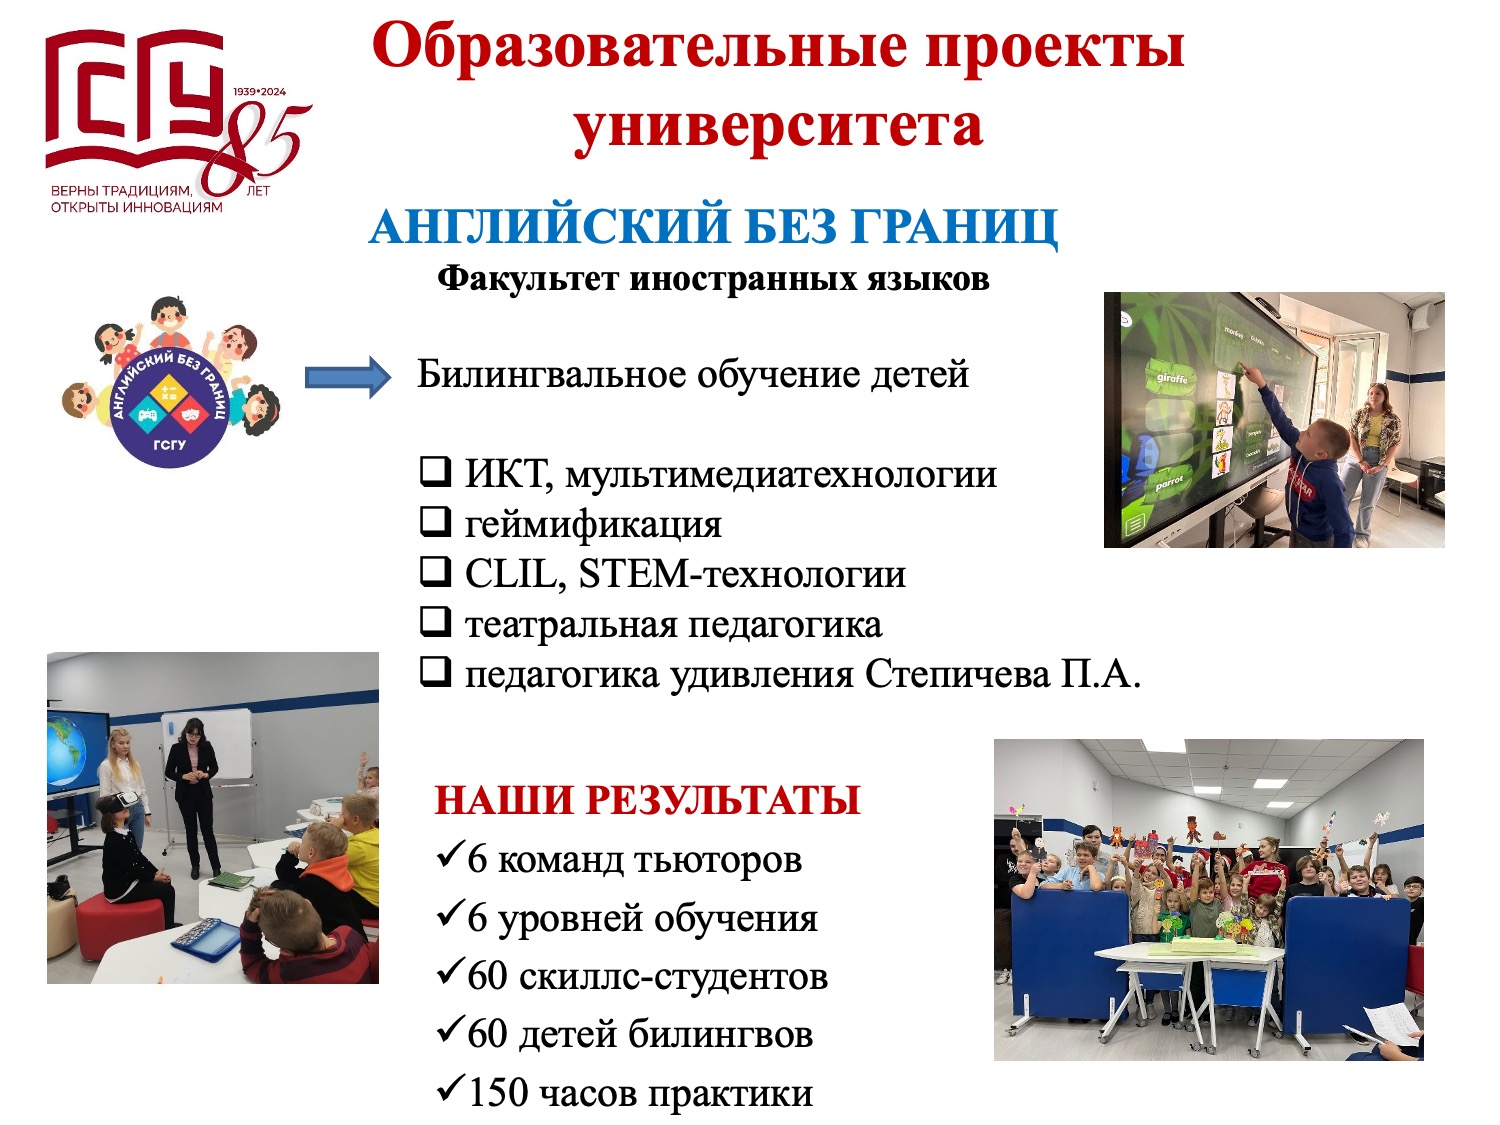 Образовательные проекты
университета
ГСГУ
1939•2024
85
ВЕРНЫ ТРАДИЦИЯМ, ЛЕТ
ОТКРЫТЫ ИННОВАЦИЯМ
АНГЛИЙСКИЙ БЕЗ ГРАНИЦ
Факультет иностранных языков
АНГЛИЙСКИЙ БЕЗ ГРАНИЦ
ГСГУ
Билингвальное обучение детей
giraffe
parrot
❑ ИКТ, мультимедиатехнологии
❑ геймификация
❑ CLIL, STEM-технологии
❑ театральная педагогика
❑ педагогика удивления Степичева П.А.
НАШИ РЕЗУЛЬТАТЫ
✓6 команд тьюторов
✓6 уровней обучения
✓60 скиллс-студентов
✓60 детей билингвов
✓150 часов практики